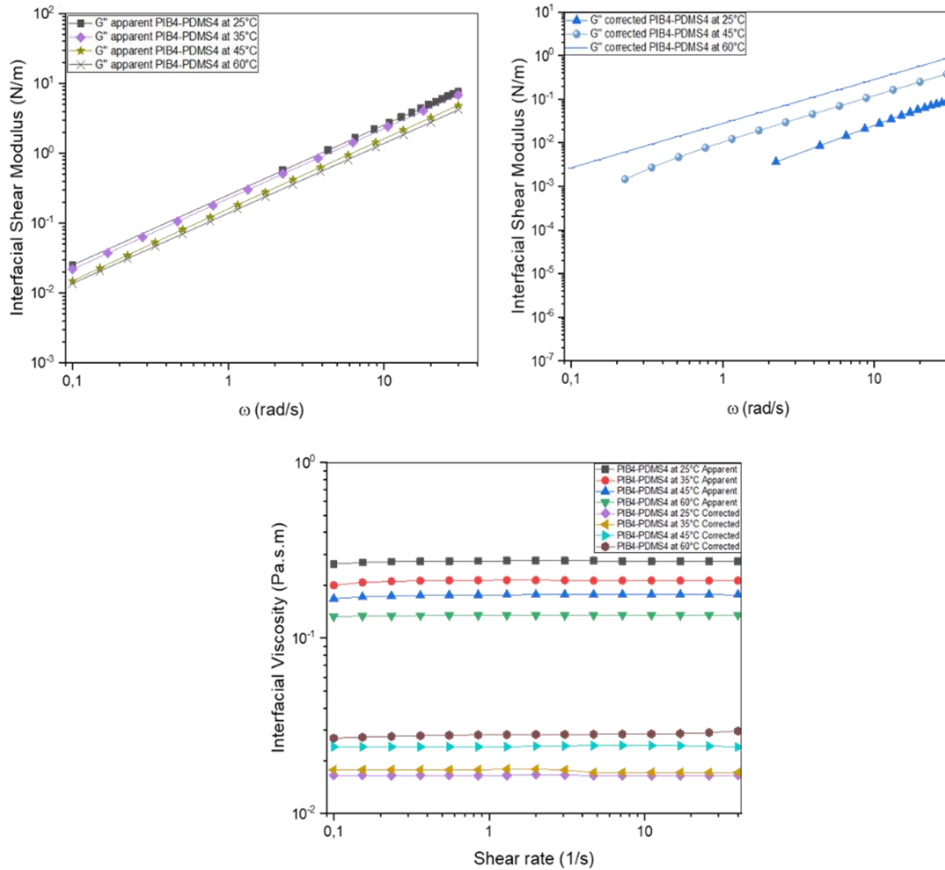 G" apparent PIB4-PDMS4 at 25°C
G" apparent PIB4-PDMS4 at 35°C
G" apparent PIB4-PDMS4 at 45°C
G" apparent PIB4-PDMS4 at 60°C
Interfacial Shear Modulus (N/m)
10²
10¹
10⁰
10⁻¹
10⁻²
10⁻³
0,1
1
10
ω (rad/s)
G" corrected PIB4-PDMS4 at 25°C
G" corrected PIB4-PDMS4 at 45°C
G" corrected PIB4-PDMS4 at 60°C
Interfacial Shear Modulus (N/m)
10¹
10⁰
10⁻¹
10⁻²
10⁻³
10⁻⁴
10⁻⁵
10⁻⁶
10⁻⁷
0,1
1
10
ω (rad/s)
PIB4-PDMS4 at 25°C Apparent
PIB4-PDMS4 at 35°C Apparent
PIB4-PDMS4 at 45°C Apparent
PIB4-PDMS4 at 60°C Apparent
PIB4-PDMS4 at 25°C Corrected
PIB4-PDMS4 at 35°C Corrected
PIB4-PDMS4 at 45°C Corrected
PIB4-PDMS4 at 60°C Corrected
Interfacial Viscosity (Pa.s.m)
10⁰
10⁻¹
10⁻²
0,1
1
10
Shear rate (1/s)